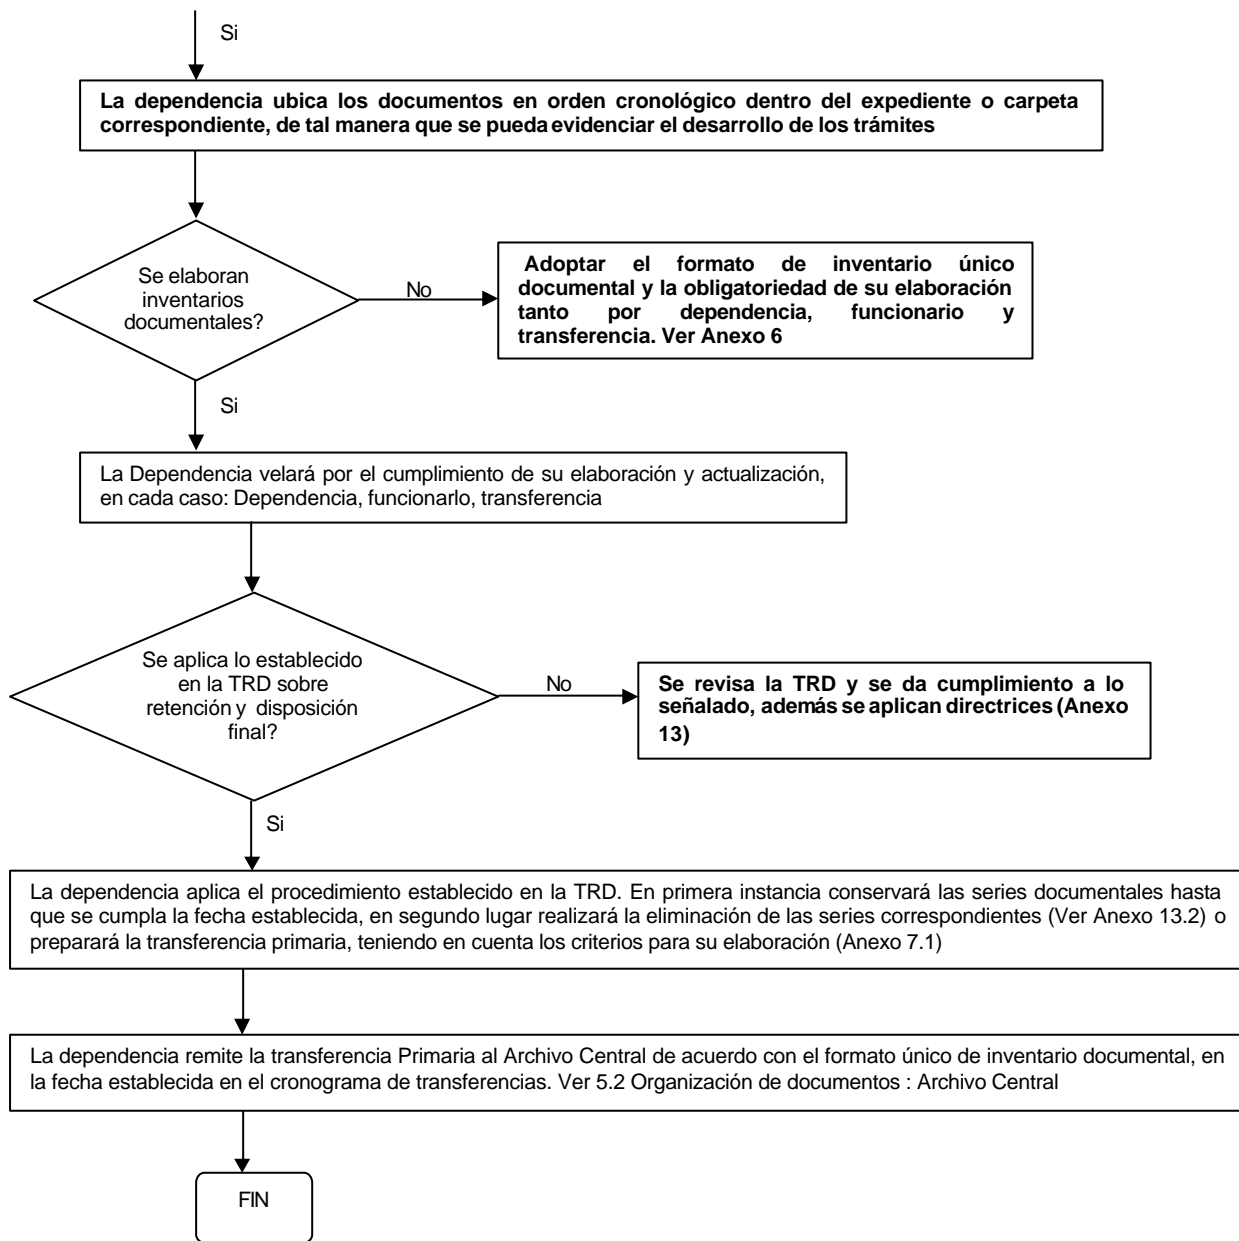 Si
La dependencia ubica los documentos en orden cronológico dentro del expediente o carpeta
correspondiente, de tal manera que se pueda evidenciar el desarrollo de los trámites
Se elaboran
inventarios
documentales?
No
Adoptar el formato de inventario único
documental y la obligatoriedad de su elaboración
tanto por dependencia, funcionario y
transferencia. Ver Anexo 6
Si
La Dependencia velará por el cumplimiento de su elaboración y actualización,
en cada caso: Dependencia, funcionarlo, transferencia
Se aplica lo establecido
en la TRD sobre
retención y disposición
final?
No
Se revisa la TRD y se da cumplimiento a lo
señalado, además se aplican directrices (Anexo
13)
Si
La dependencia aplica el procedimiento establecido en la TRD. En primera instancia conservará las series documentales hasta
que se cumpla la fecha establecida, en segundo lugar realizará la eliminación de las series correspondientes (Ver Anexo 13.2) o
preparará la transferencia primaria, teniendo en cuenta los criterios para su elaboración (Anexo 7.1)
La dependencia remite la transferencia Primaria al Archivo Central de acuerdo con el formato único de inventario documental, en
la fecha establecida en el cronograma de transferencias. Ver 5.2 Organización de documentos : Archivo Central
FIN